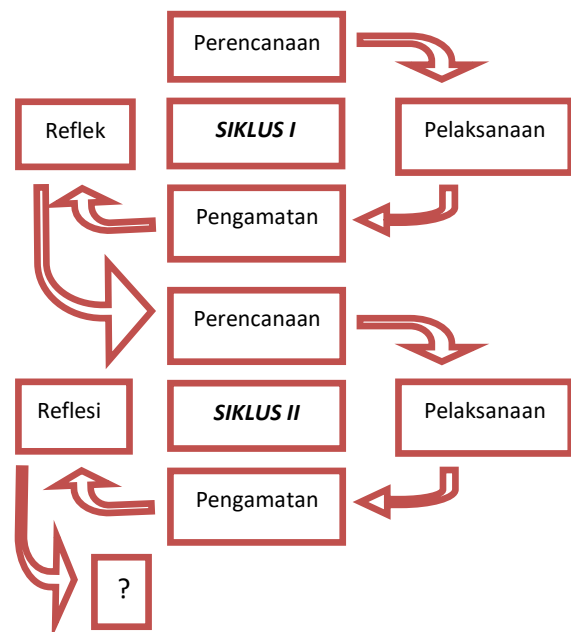 Perencanaan
Reflek
SIKLUS I
Pelaksanaan
Pengamatan
Perencanaan
Reflesi
SIKLUS II
Pelaksanaan
Pengamatan
?